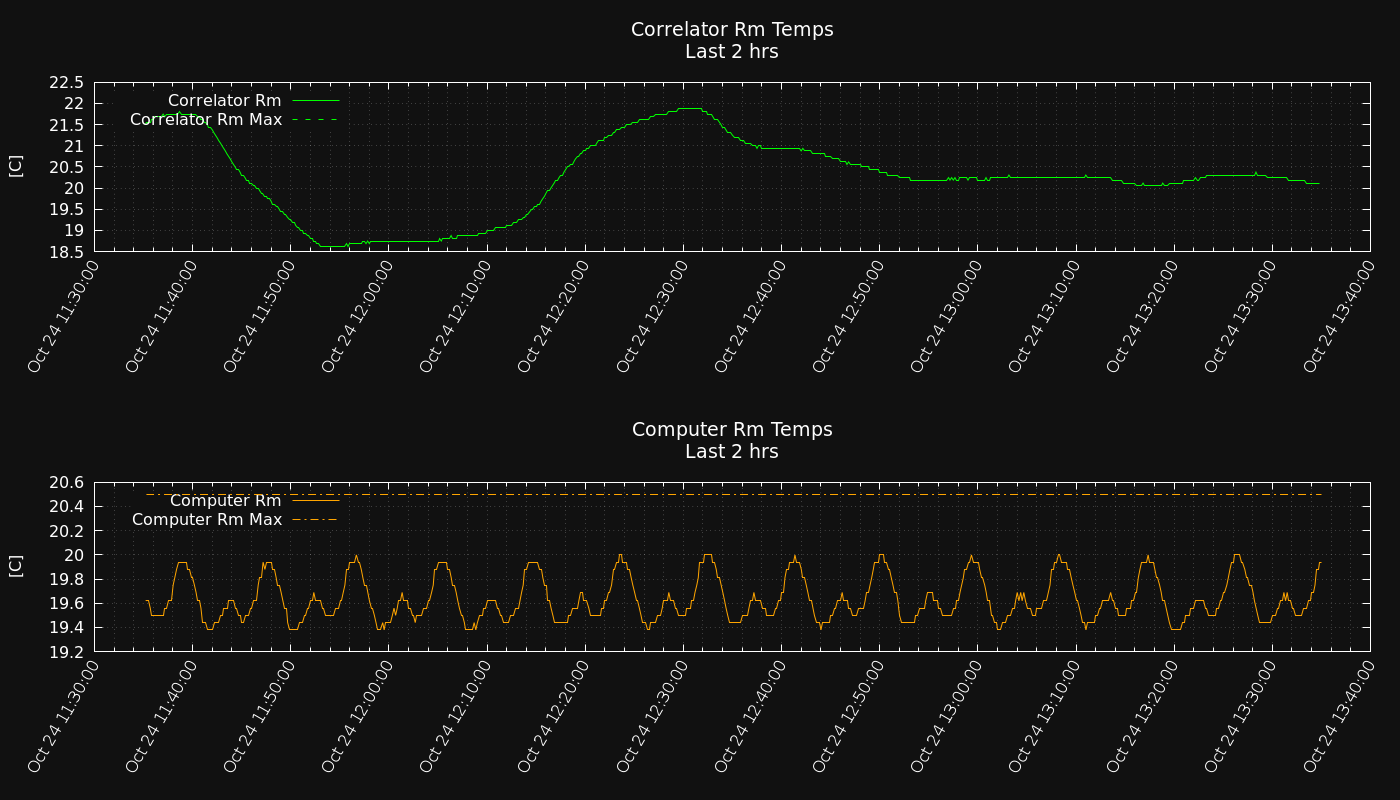 Correlator Rm Temps
Last 2 hrs
22.5
22
21.5
21
20.5
20
19.5
19
18.5
[C]
Correlator Rm
Correlator Rm Max
Oct 24 11:30:00
Oct 24 11:40:00
Oct 24 11:50:00
Oct 24 12:00:00
Oct 24 12:10:00
Oct 24 12:20:00
Oct 24 12:30:00
Oct 24 12:40:00
Oct 24 12:50:00
Oct 24 13:00:00
Oct 24 13:10:00
Oct 24 13:20:00
Oct 24 13:30:00
Oct 24 13:40:00
Computer Rm Temps
Last 2 hrs
20.6
20.4
20.2
20
19.8
19.6
19.4
19.2
[C]
Computer Rm
Computer Rm Max
Oct 24 11:30:00
Oct 24 11:40:00
Oct 24 11:50:00
Oct 24 12:00:00
Oct 24 12:10:00
Oct 24 12:20:00
Oct 24 12:30:00
Oct 24 12:40:00
Oct 24 12:50:00
Oct 24 13:00:00
Oct 24 13:10:00
Oct 24 13:20:00
Oct 24 13:30:00
Oct 24 13:40:00